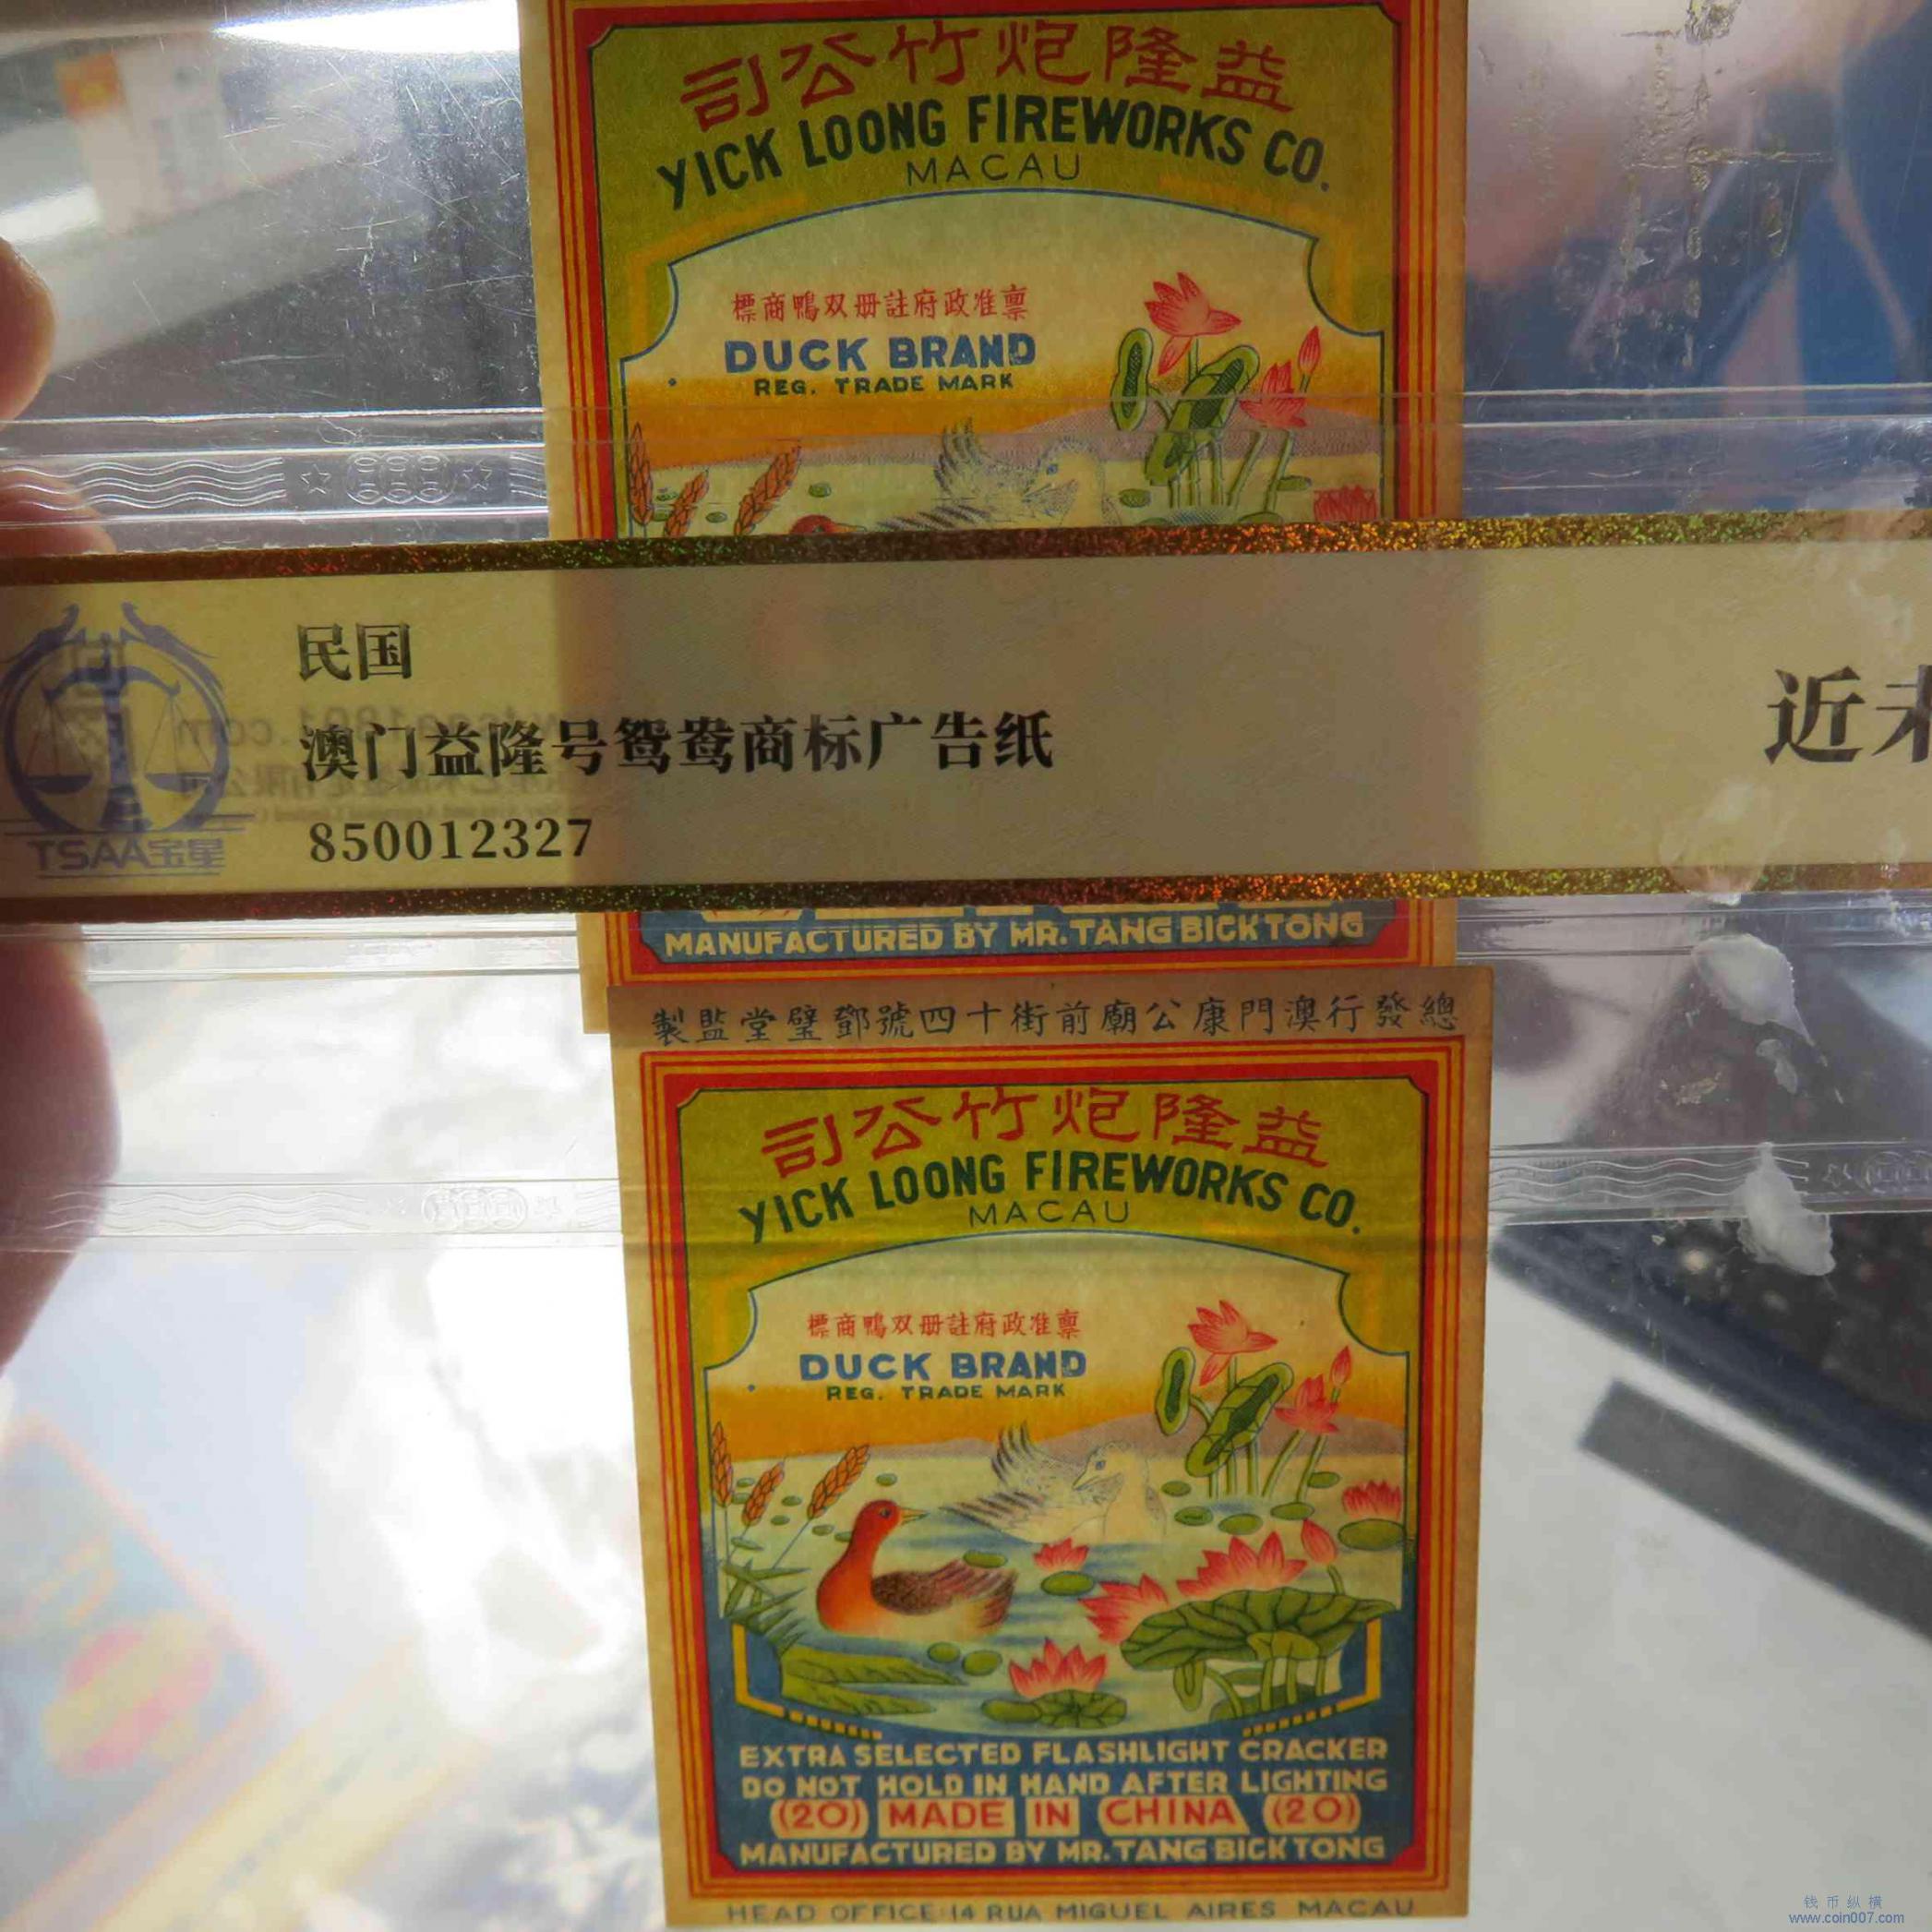 司公竹炮隆益
YICK LOONG FIREWORKS CO.
MACAU
標商鴨双册註府政准禀
DUCK BRAND
REG. TRADE MARK
民国
澳门益隆号鸳鸯商标广告纸
850012327
近未
TSAA宝星
MANUFACTURED BY MR. TANG BICK TONG
製監堂璧鄧號四十街前廟公康門澳行發總
司公竹炮隆益
YICK LOONG FIREWORKS CO.
MACAU
標商鴨双册註府政准禀
DUCK BRAND
REG. TRADE MARK
EXTRA SELECTED FLASHLIGHT CRACKER
DO NOT HOLD IN HAND AFTER LIGHTING
(20) MADE IN CHINA (20)
MANUFACTURED BY MR. TANG BICK TONG
HEAD OFFICE: 14 RUA MIGUEL AIRES MACAU
钱币纵横
www.coin007.com